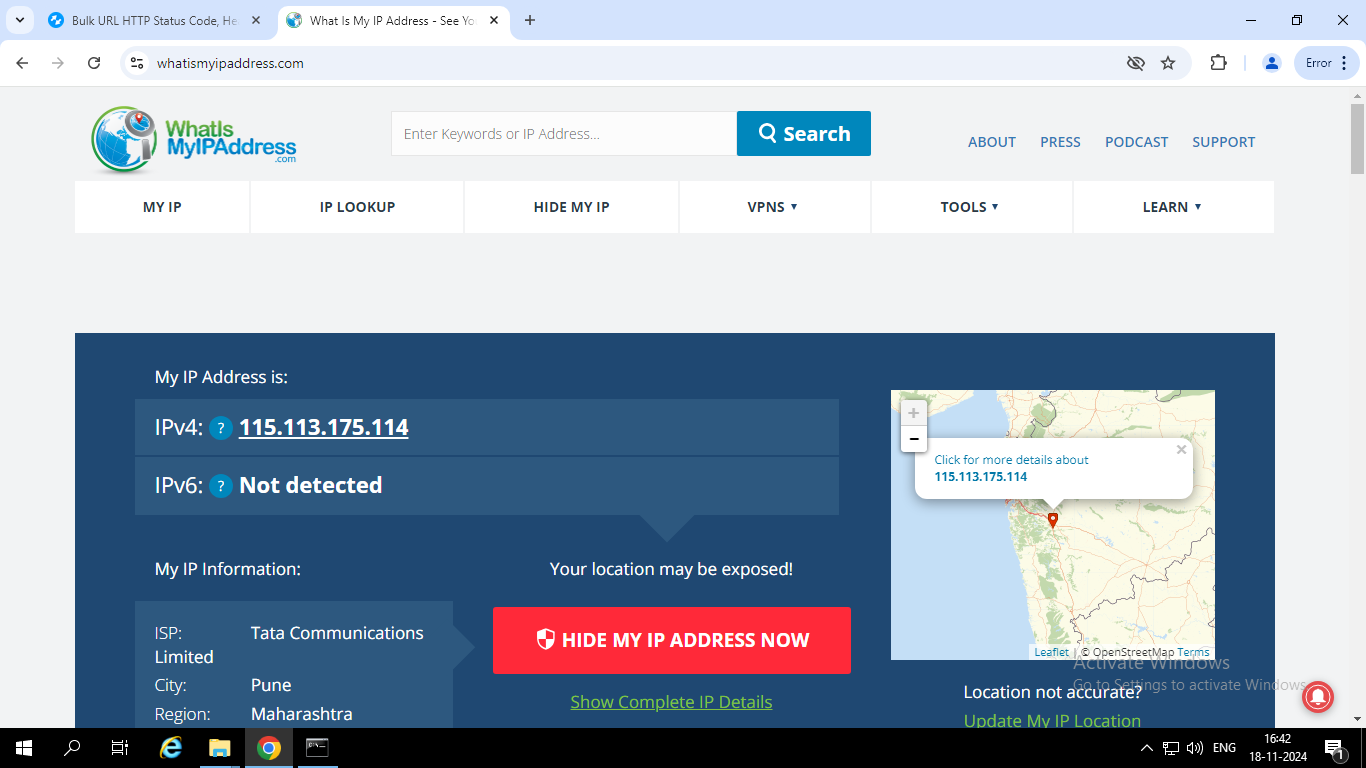 Bulk URL HTTP Status Code, He
What Is My IP Address - See Yo
whatismyipaddress.com
Error
WhatIs
MyIPAddress
.com
Enter Keywords or IP Address...
Search
ABOUT PRESS PODCAST SUPPORT
MY IP IP LOOKUP HIDE MY IP VPNS ▼ TOOLS ▼ LEARN ▼
My IP Address is:
IPv4: ? 115.113.175.114
IPv6: ? Not detected
My IP Information:
ISP: Tata Communications
Limited
City: Pune
Region: Maharashtra
Your location may be exposed!
HIDE MY IP ADDRESS NOW
Show Complete IP Details
+
−
Click for more details about
115.113.175.114
×
Leaflet | © OpenStreetMap Terms
Location not accurate?
Update My IP Location
Activate Windows
Go to Settings to activate Windows.
ENG
16:42
18-11-2024
1